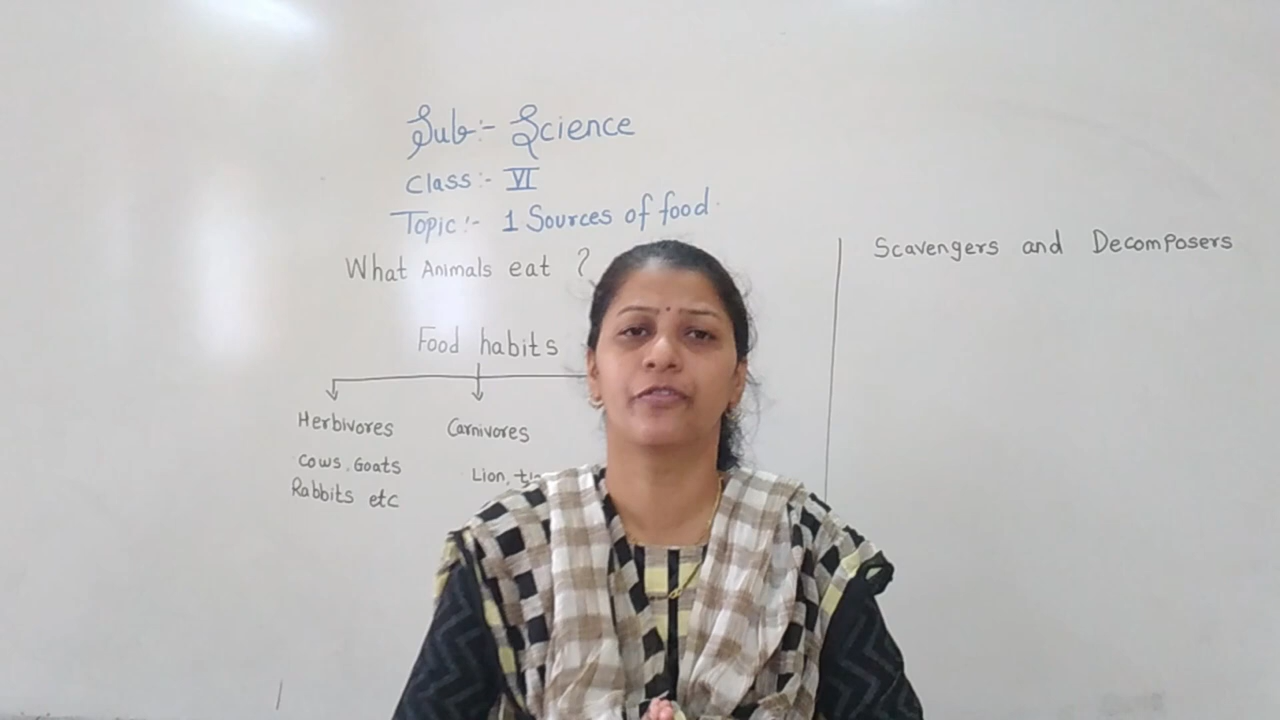 Sub:- Science
Class:- VI
Topic:- 1 Sources of food.
What Animals eat ?
Food habits
Herbivores
Carnivores
Cows, Goats
Rabbits etc
Lion,
Scavengers and Decomposers